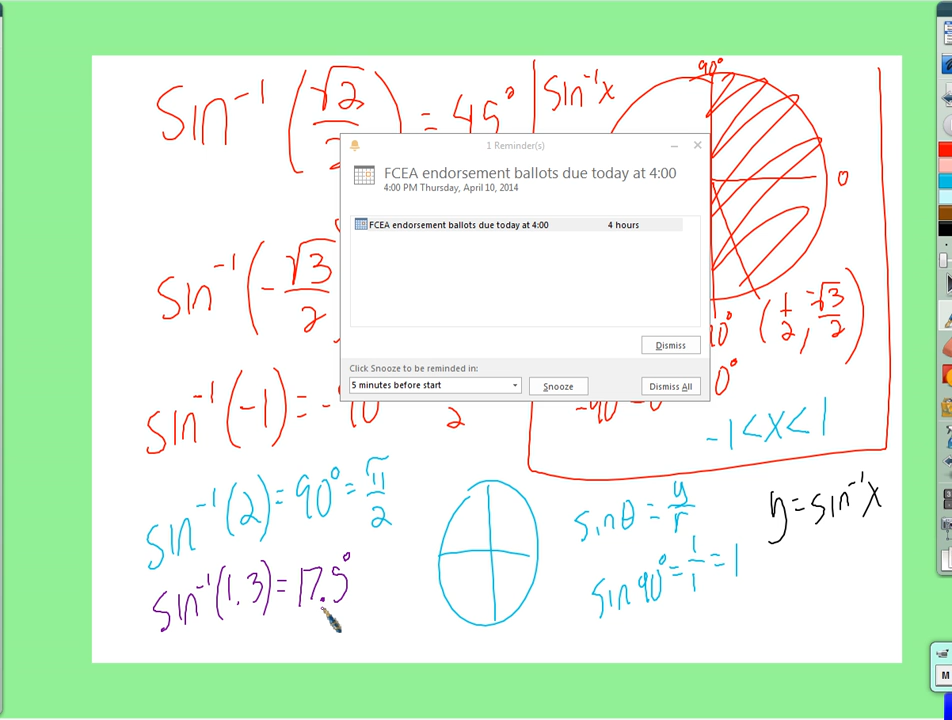 sin⁻¹(√2/2) = 45°
sin⁻¹x
90°
0
1 Reminder(s)
FCEA endorsement ballots due today at 4:00
4:00 PM Thursday, April 10, 2014
FCEA endorsement ballots due today at 4:00 4 hours
Dismiss
Click Snooze to be reminded in:
5 minutes before start
Snooze
Dismiss All
sin⁻¹(-√3/2
(1/2, -√3/2)
sin⁻¹(-1) = -90
2
-1 < x < 1
sin⁻¹(2) = 90° = π/2
sinθ = y/r
y = sin⁻¹x
sin⁻¹(1.3) = 17.5°
sin90° = 1/1 = 1
M